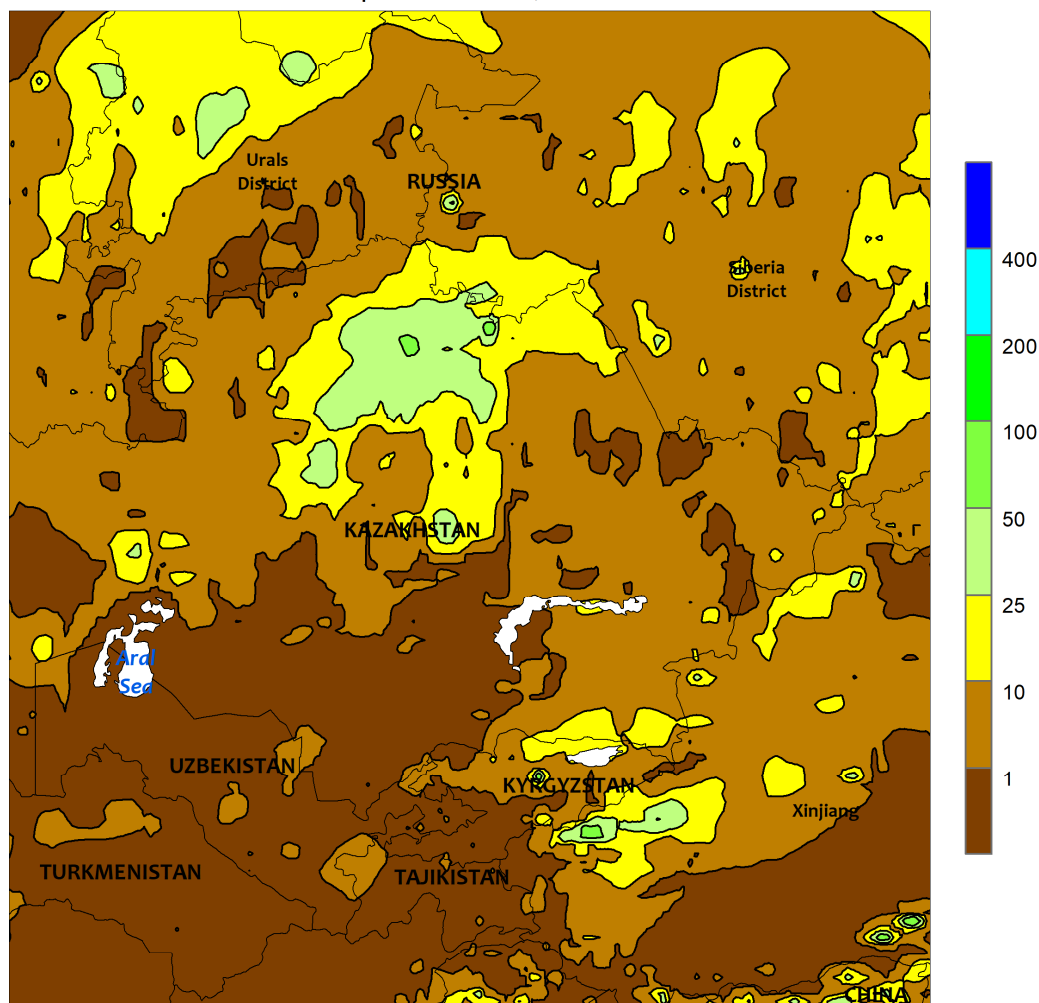 Urals
District
RUSSIA
Siberia
District
KAZAKHSTAN
Aral
Sea
UZBEKISTAN
KYRGYZSTAN
Xinjiang
TURKMENISTAN
TAJIKISTAN
CHINA
400
200
100
50
25
10
1